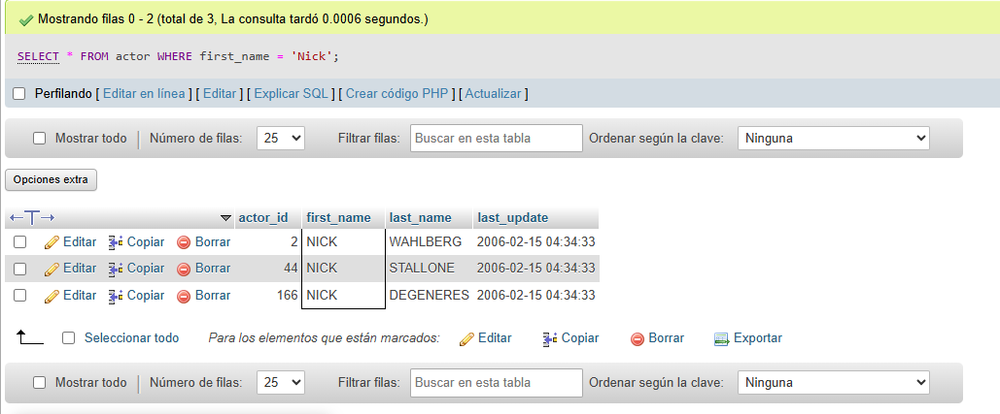 Mostrando filas 0 - 2 (total de 3, La consulta tardó 0.0006 segundos.)
SELECT * FROM actor WHERE first_name = 'Nick';
Perfilando [ Editar en línea ] [ Editar ] [ Explicar SQL ] [ Crear código PHP ] [ Actualizar ]
Mostrar todo Número de filas: 25 Filtrar filas: Buscar en esta tabla Ordenar según la clave: Ninguna
Opciones extra
actor_id first_name last_name last_update
Editar Copiar Borrar 2 NICK WAHLBERG 2006-02-15 04:34:33
Editar Copiar Borrar 44 NICK STALLONE 2006-02-15 04:34:33
Editar Copiar Borrar 166 NICK DEGENERES 2006-02-15 04:34:33
Seleccionar todo Para los elementos que están marcados: Editar Copiar Borrar Exportar
Mostrar todo Número de filas: 25 Filtrar filas: Buscar en esta tabla Ordenar según la clave: Ninguna